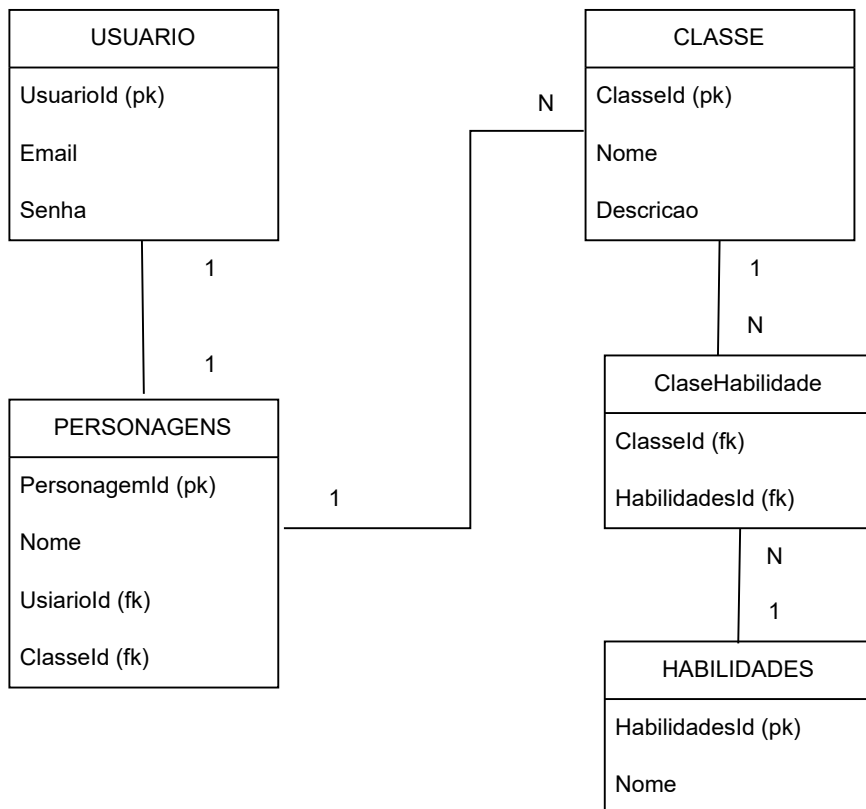 USUARIO
UsuarioId (pk)
Email
Senha
1
1
PERSONAGENS
PersonagemId (pk)
Nome
UsiarioId (fk)
ClasseId (fk)
1
N
CLASSE
ClasseId (pk)
Nome
Descricao
1
N
ClaseHabilidade
ClasseId (fk)
HabilidadesId (fk)
N
1
HABILIDADES
HabilidadesId (pk)
Nome